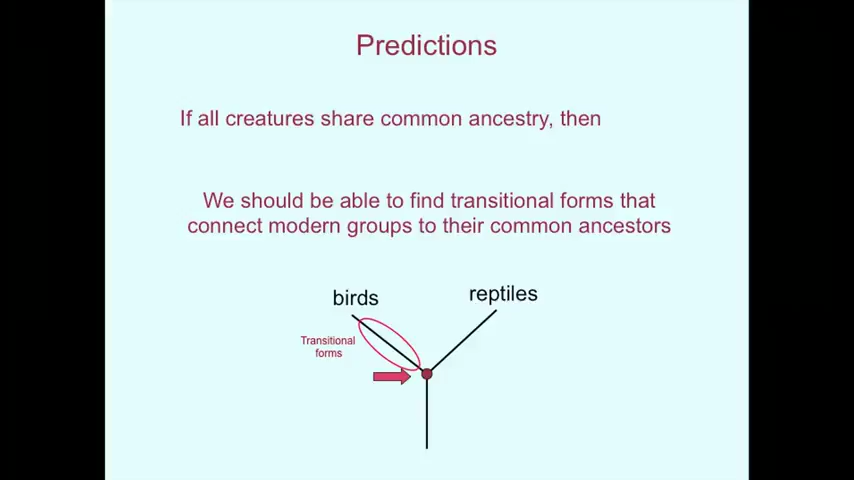 Predictions
If all creatures share common ancestry, then
We should be able to find transitional forms that
connect modern groups to their common ancestors
birds
reptiles
Transitional
forms